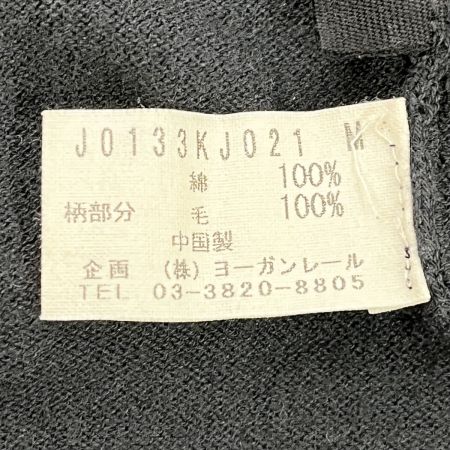 J0133KJ021 M
綿 100%
柄部分 毛 100%
中国製
企画 (株) ヨーガンレール
TEL 03-3820-8805